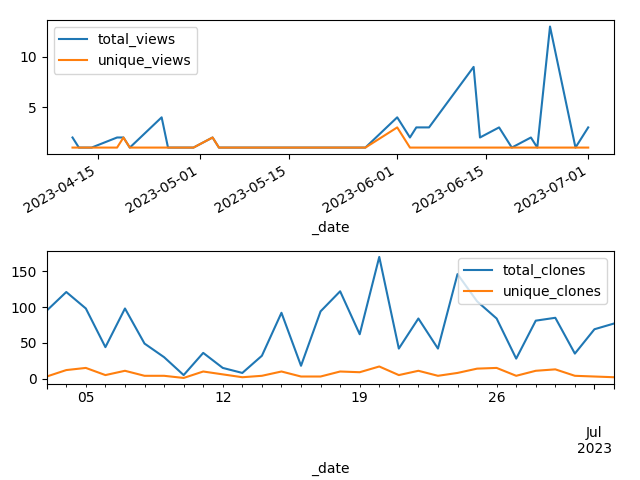 total_views
unique_views
10
5
2023-04-15
2023-05-01
2023-05-15
2023-06-01
2023-06-15
2023-07-01
_date
total_clones
unique_clones
150
100
50
0
05
12
19
26
Jul
2023
_date